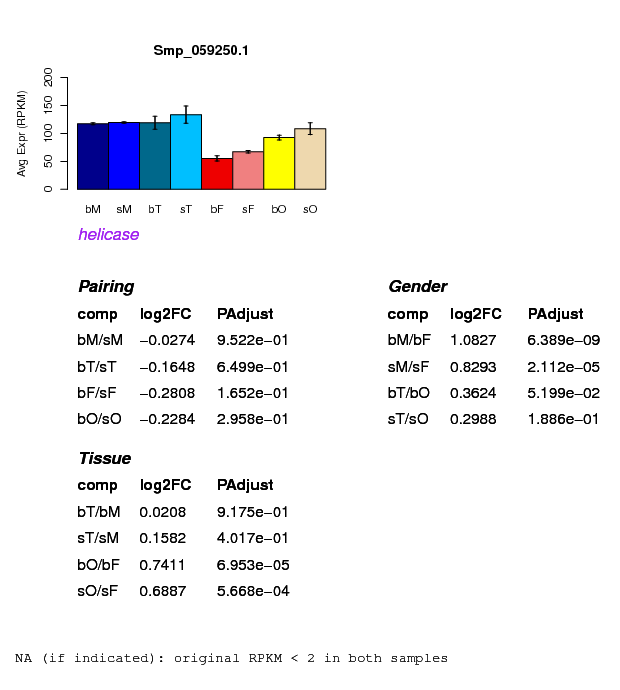 Smp_059250.1
Avg Expr (RPKM)
200
150
100
50
0
bM sM bT sT bF sF bO sO
helicase
Pairing
comp log2FC PAdjust
bM/sM −0.0274 9.522e−01
bT/sT −0.1648 6.499e−01
bF/sF −0.2808 1.652e−01
bO/sO −0.2284 2.958e−01
Gender
comp log2FC PAdjust
bM/bF 1.0827 6.389e−09
sM/sF 0.8293 2.112e−05
bT/bO 0.3624 5.199e−02
sT/sO 0.2988 1.886e−01
Tissue
comp log2FC PAdjust
bT/bM 0.0208 9.175e−01
sT/sM 0.1582 4.017e−01
bO/bF 0.7411 6.953e−05
sO/sF 0.6887 5.668e−04
NA (if indicated): original RPKM < 2 in both samples